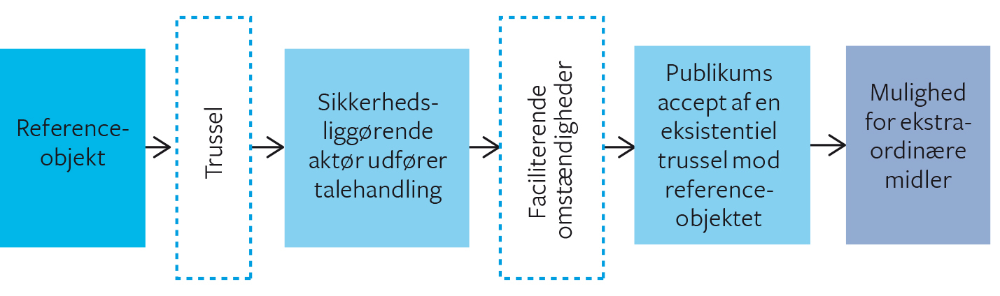 Reference-
objekt
Trussel
Sikkerheds-
liggørende
aktør udfører
talehandling
Faciliterende
omstændigheder
Publikums
accept af en
eksistentiel
trussel mod
reference-
objektet
Mulighed
for ekstra-
ordinære
midler